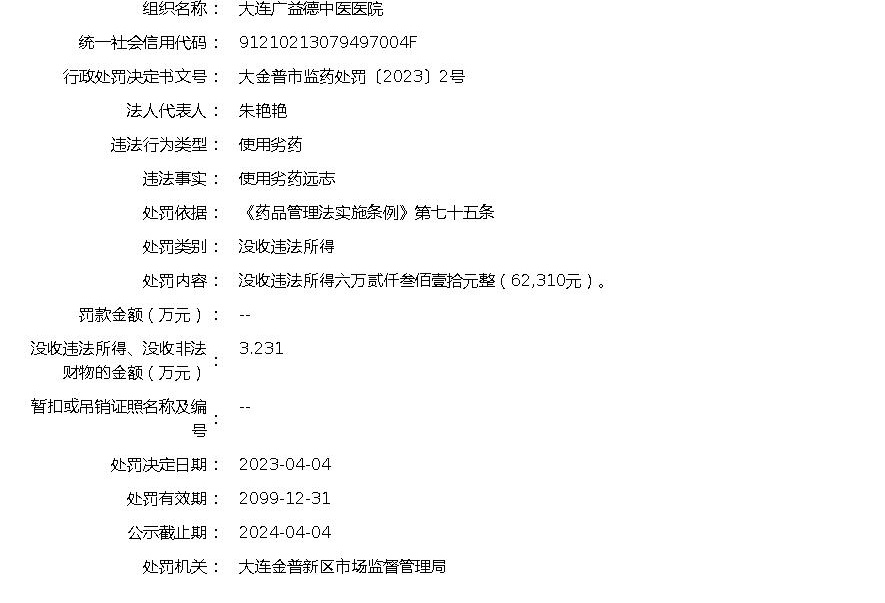 组织名称： 大连广益德中医医院
统一社会信用代码： 91210213079497004F
行政处罚决定书文号： 大金普市监药处罚〔2023〕2号
法人代表人： 朱艳艳
违法行为类型： 使用劣药
违法事实： 使用劣药远志
处罚依据： 《药品管理法实施条例》第七十五条
处罚类别： 没收违法所得
处罚内容： 没收违法所得六万贰仟叁佰壹拾元整（62,310元）。
罚款金额（万元）： --
没收违法所得、没收非法
财物的金额（万元）： 3.231
暂扣或吊销证照名称及编
号： --
处罚决定日期： 2023-04-04
处罚有效期： 2099-12-31
公示截止期： 2024-04-04
处罚机关： 大连金普新区市场监督管理局